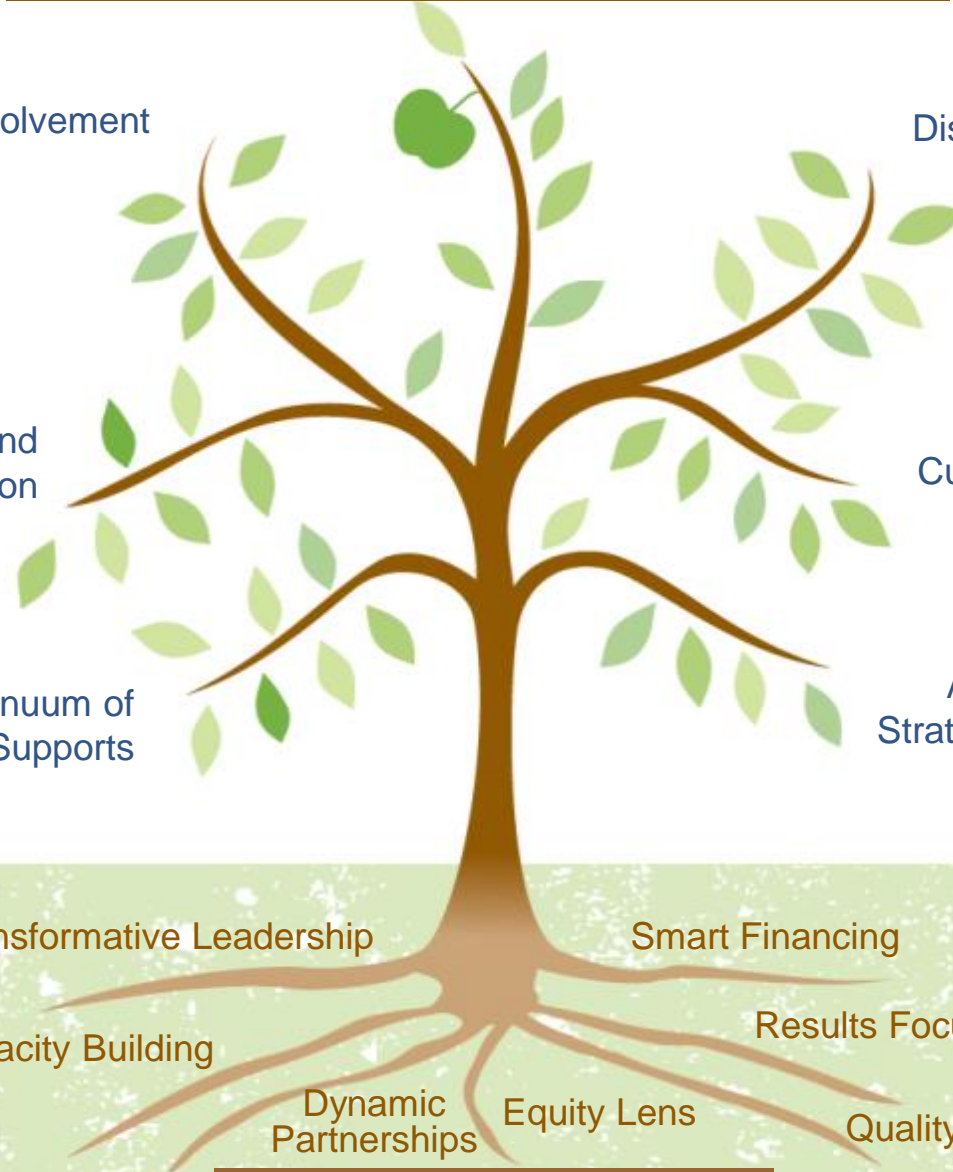 olvement
Dis
nd
on
Cu
nuum of
Supports
A
Strat
nsformative Leadership
Smart Financing
acity Building
Results Focu
Dynamic
Partnerships
Equity Lens
Quality